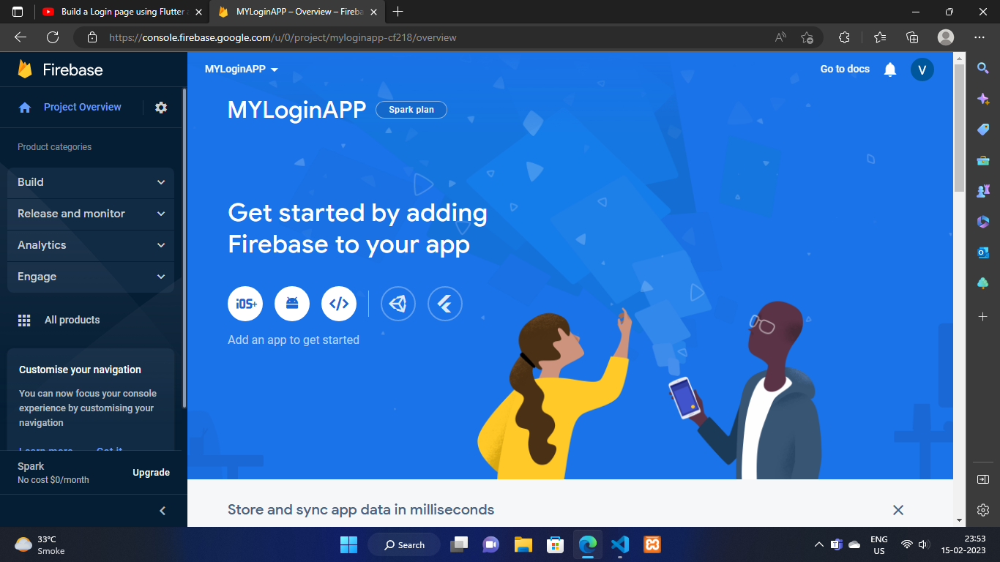 Build a Login page using Flutter a
MYLoginAPP – Overview – Fireba
https://console.firebase.google.com/u/0/project/myloginapp-cf218/overview
Firebase
Project Overview
Product categories
Build
Release and monitor
Analytics
Engage
All products
Customise your navigation
You can now focus your console
experience by customising your
navigation
Learn more
Got it
Spark
No cost $0/month
Upgrade
MYLoginAPP
Go to docs
V
MYLoginAPP
Spark plan
Get started by adding
Firebase to your app
iOS+
Add an app to get started
Store and sync app data in milliseconds
33°C
Smoke
Search
ENG
US
23:53
15-02-2023